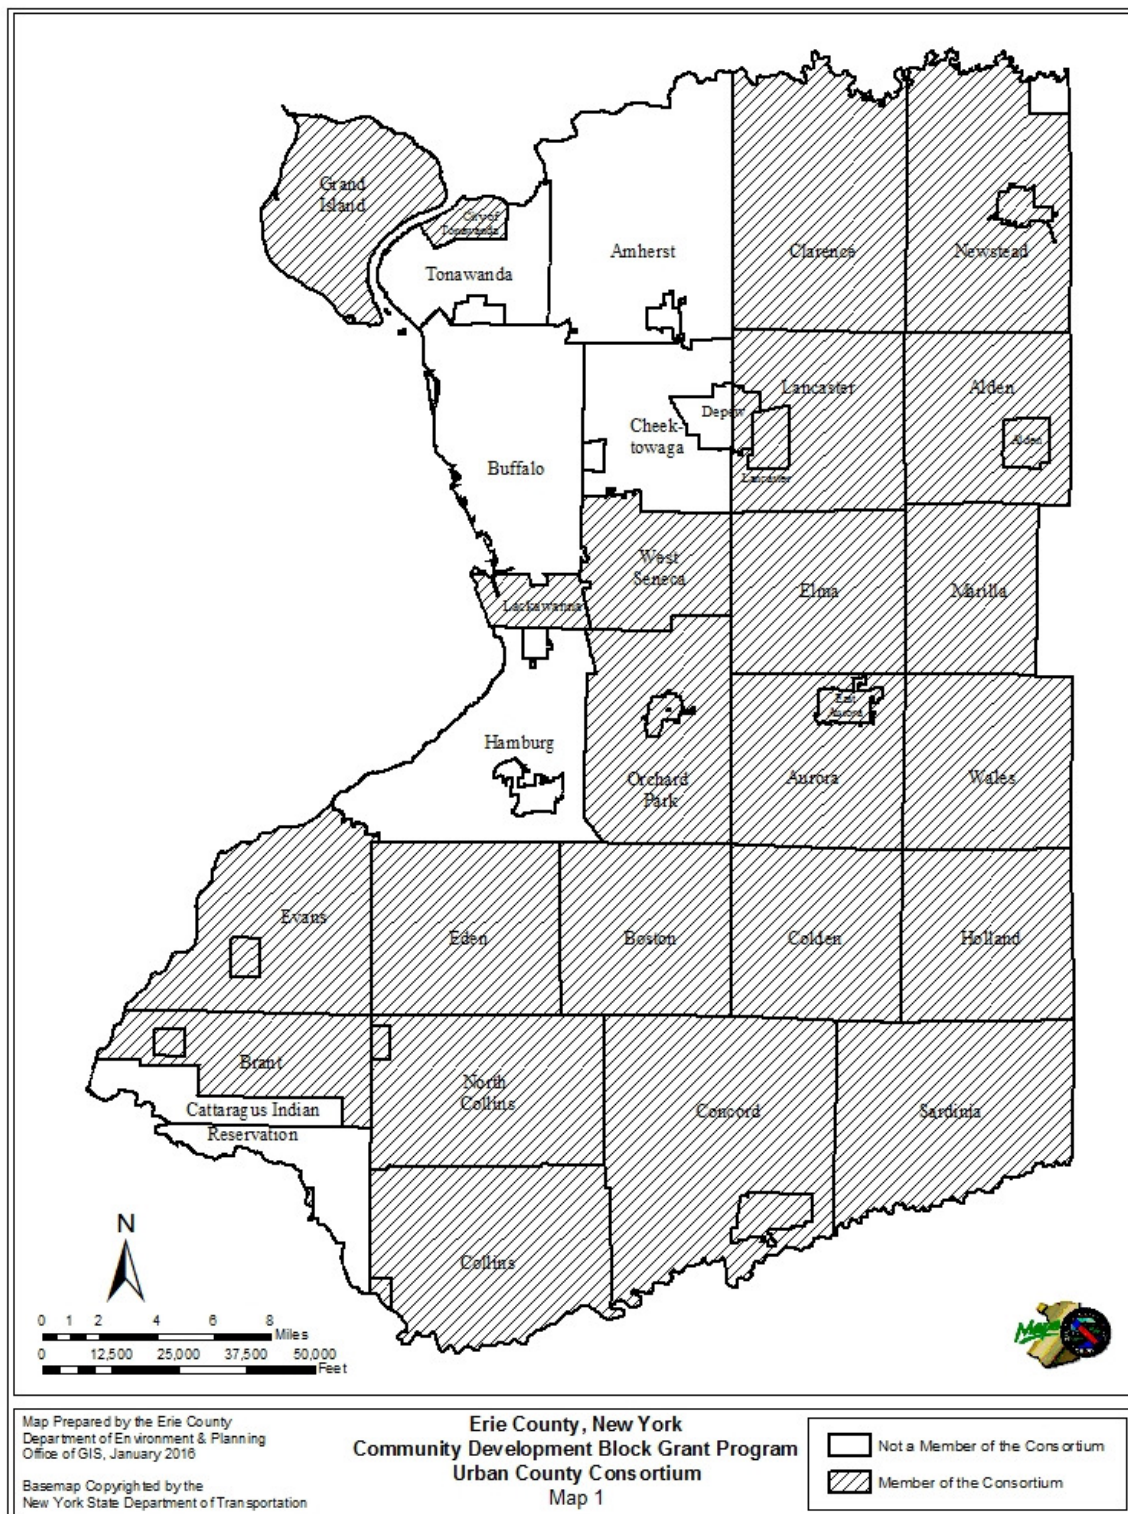 Grand
Island
City of
Tonawanda
Tonawanda
Amherst
Clarence
Newstead
Lancaster
Alden
Depew
Cheek-
towaga
Alden
Buffalo
Lancaster
West
Seneca
Elma
Marilla
Lackawanna
East
Aurora
Hamburg
Orchard
Park
Aurora
Wales
Evans
Eden
Boston
Colden
Holland
Brant
North
Collins
Concord
Sardinia
Cattaragus Indian
Reservation
Collins
N
0 1 2 4 6 8
Miles
0 12,500 25,000 37,500 50,000
Feet
Map Prepared by the Erie County
Department of Environment & Planning
Office of GIS, January 2016
Basemap Copyrighted by the
New York State Department of Transportation
Erie County, New York
Community Development Block Grant Program
Urban County Consortium
Map 1
Not a Member of the Consortium
Member of the Consortium